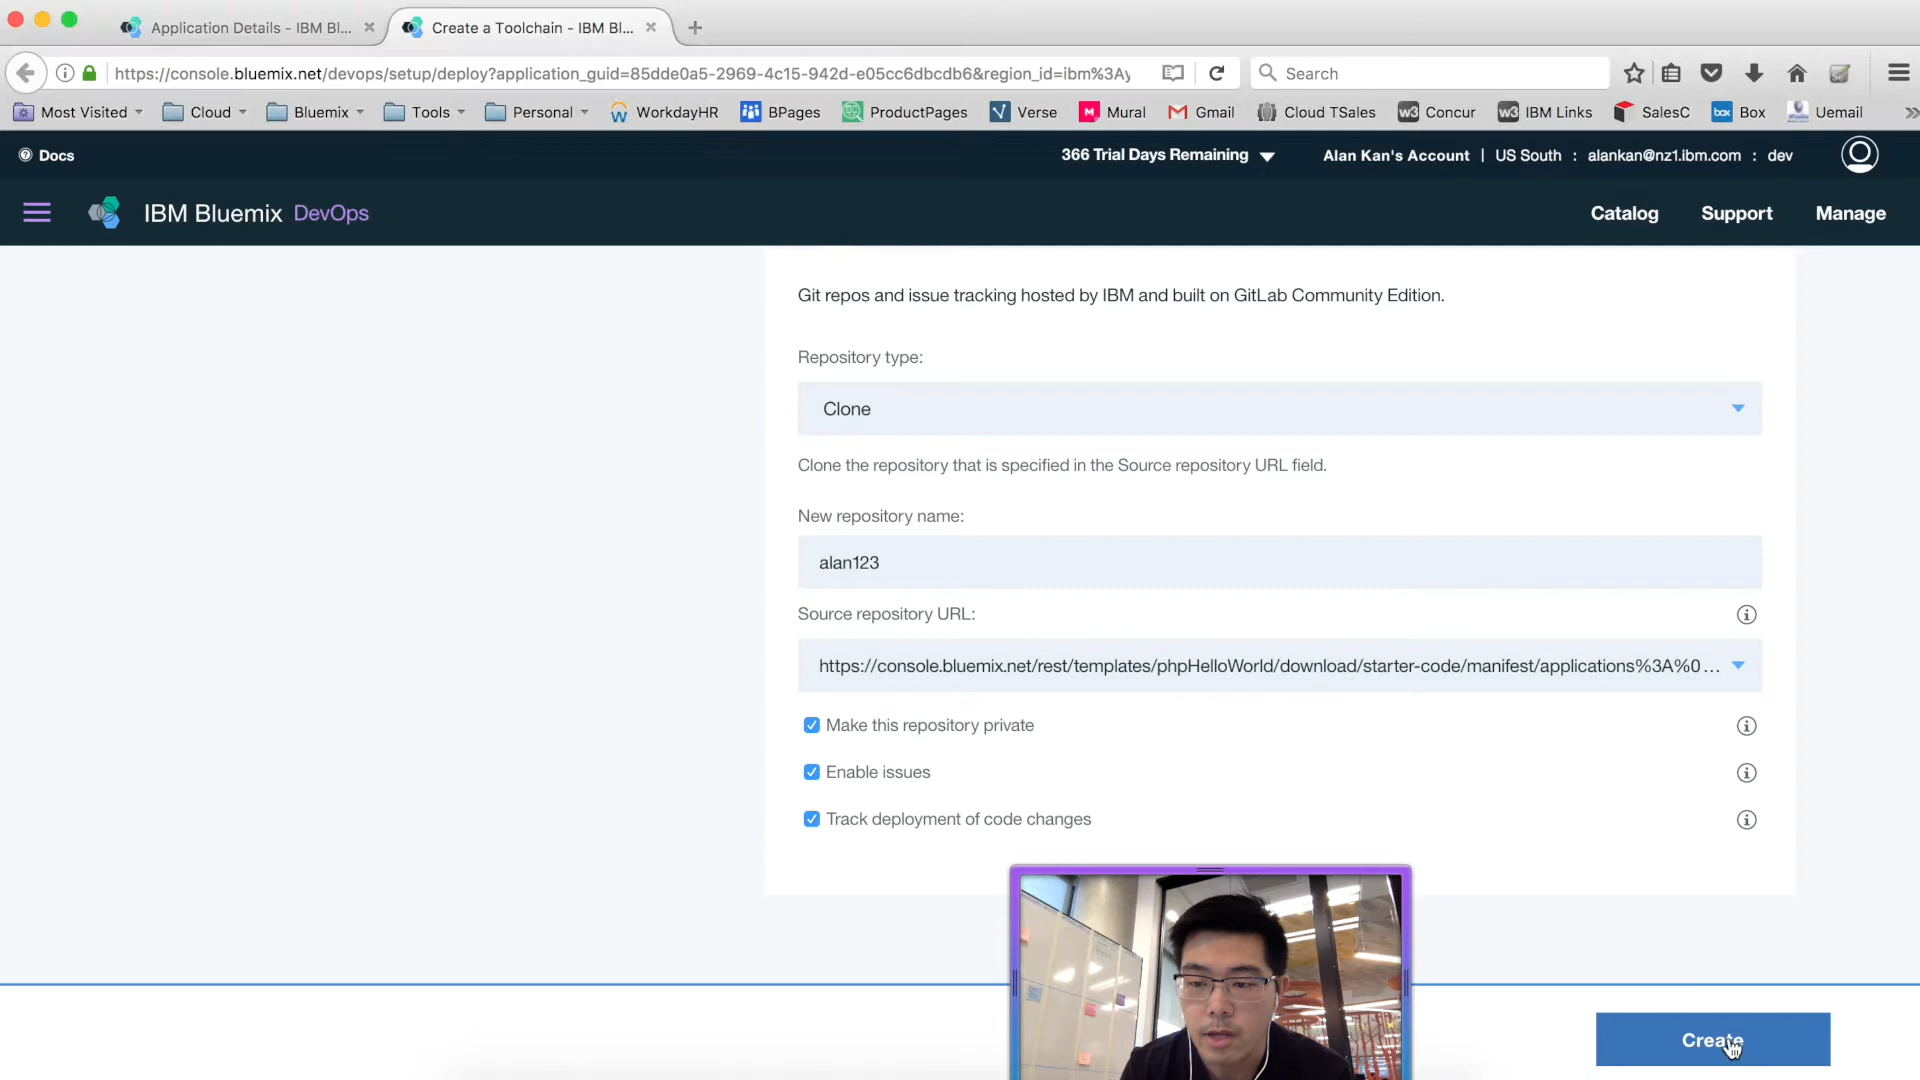 Application Details - IBM Bl...
Create a Toolchain - IBM Bl...
https://console.bluemix.net/devops/setup/deploy?application_guid=85dde0a5-2969-4c15-942d-e05cc6dbcdb6&region_id=ibm%3Ay
Search
Most Visited
Cloud
Bluemix
Tools
Personal
WorkdayHR
BPages
ProductPages
Verse
Mural
Gmail
Cloud TSales
w3 Concur
w3 IBM Links
SalesC
box Box
Uemail
Docs
366 Trial Days Remaining
Alan Kan's Account | US South : alankan@nz1.ibm.com : dev
IBM Bluemix DevOps
Catalog
Support
Manage
Git repos and issue tracking hosted by IBM and built on GitLab Community Edition.
Repository type:
Clone
Clone the repository that is specified in the Source repository URL field.
New repository name:
alan123
Source repository URL:
https://console.bluemix.net/rest/templates/phpHelloWorld/download/starter-code/manifest/applications%3A%0...
Make this repository private
Enable issues
Track deployment of code changes
Create